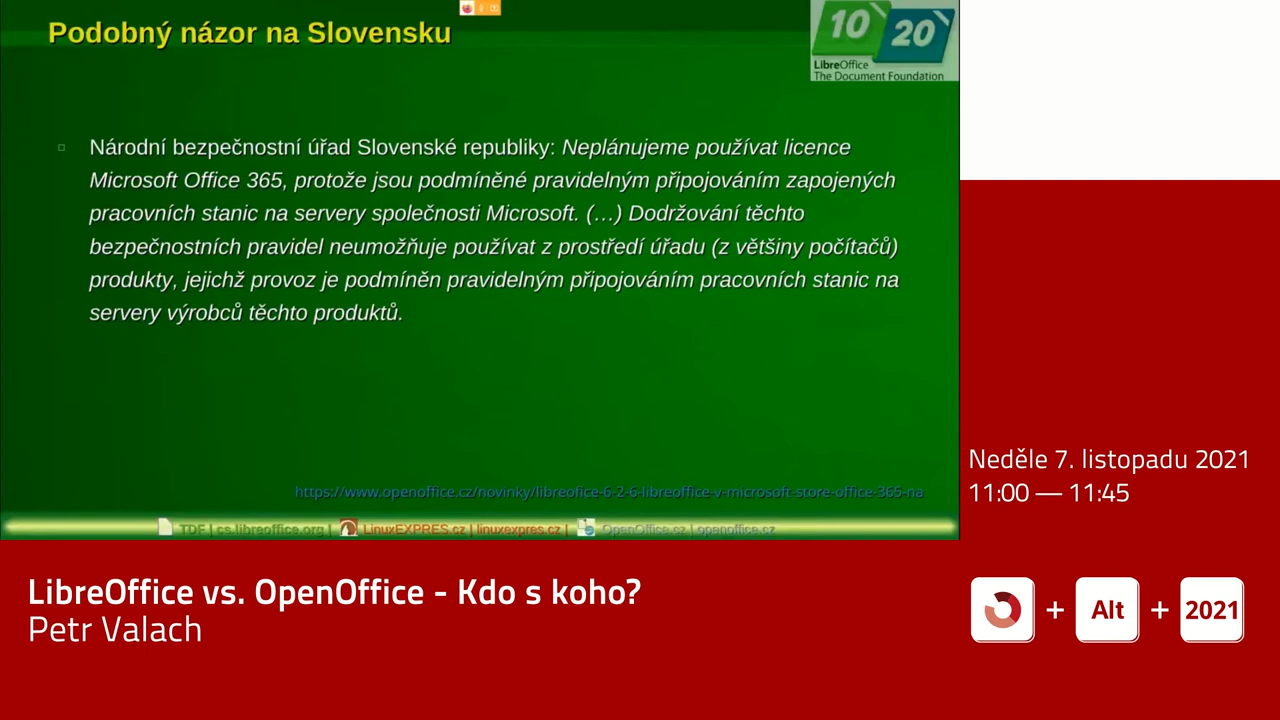 Podobný názor na Slovensku
10 20
LibreOffice
The Document Foundation
Národní bezpečnostní úřad Slovenské republiky: Neplánujeme používat licence
Microsoft Office 365, protože jsou podmíněné pravidelným připojováním zapojených
pracovních stanic na servery společnosti Microsoft. (…) Dodržování těchto
bezpečnostních pravidel neumožňuje používat z prostředí úřadu (z většiny počítačů)
produkty, jejichž provoz je podmíněn pravidelným připojováním pracovních stanic na
servery výrobců těchto produktů.
https://www.openoffice.cz/novinky/libreofice-6-2-6-libreoffice-v-microsoft-store-office-365-na
TDF | cs.libreoffice.org | LinuxEXPRES.cz | linuxexpres.cz | OpenOffice.cz | openoffice.cz
Neděle 7. listopadu 2021
11:00 — 11:45
LibreOffice vs. OpenOffice - Kdo s koho?
Petr Valach
+ Alt + 2021